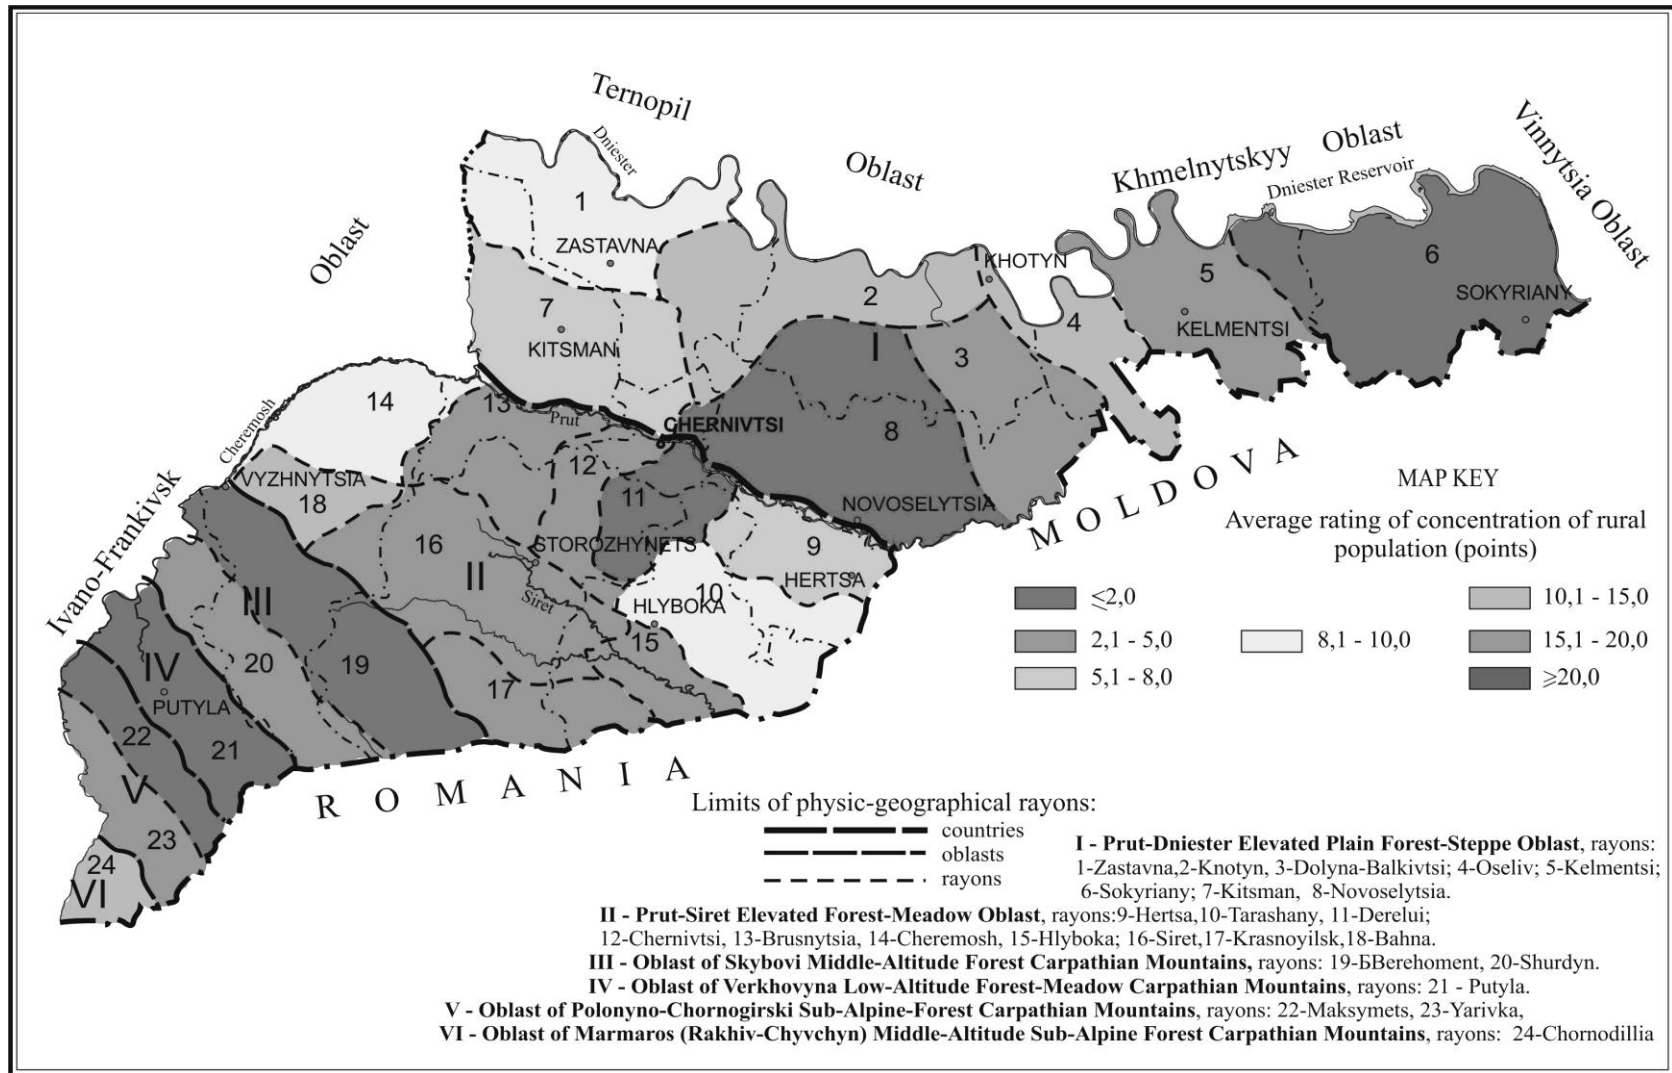 Ternopil
Oblast
Khmelnytskyy
Oblast
Vinnytsia Oblast
Dniester
Dniester Reservoir
1
ZASTAVNA
Oblast
KHOTYN
2
5
6
SOKYRIANY
7
KITSMAN
I
3
4
KELMENTSI
14
13
Cheremosh
Prut
CHERNIVTSI
8
VYZHNYTSIA
18
12
11
NOVOSELYTSIA
MOLDOVA
Ivano-Frankivsk
16
STOROZHYNETS
9
HERTSA
II
10
HLYBOKA
Siret
III
15
IV
20
19
17
PUTYLA
22
21
V
23
24
VI
ROMANIA
MAP KEY
Average rating of concentration of rural
population (points)
⩽2,0
10,1 - 15,0
2,1 - 5,0
8,1 - 10,0
15,1 - 20,0
5,1 - 8,0
⩾20,0
Limits of physic-geographical rayons:
countries
oblasts
rayons
I - Prut-Dniester Elevated Plain Forest-Steppe Oblast, rayons:
1-Zastavna,2-Knotyn, 3-Dolyna-Balkivtsi; 4-Oseliv; 5-Kelmentsi;
6-Sokyriany; 7-Kitsman, 8-Novoselytsia.
II - Prut-Siret Elevated Forest-Meadow Oblast, rayons:9-Hertsa,10-Tarashany, 11-Derelui;
12-Chernivtsi, 13-Brusnytsia, 14-Cheremosh, 15-Hlyboka; 16-Siret,17-Krasnoyilsk,18-Bahna.
III - Oblast of Skybovi Middle-Altitude Forest Carpathian Mountains, rayons: 19-БBerehoment, 20-Shurdyn.
IV - Oblast of Verkhovyna Low-Altitude Forest-Meadow Carpathian Mountains, rayons: 21 - Putyla.
V - Oblast of Polonyno-Chornogirski Sub-Alpine-Forest Carpathian Mountains, rayons: 22-Maksymets, 23-Yarivka,
VI - Oblast of Marmaros (Rakhiv-Chyvchyn) Middle-Altitude Sub-Alpine Forest Carpathian Mountains, rayons: 24-Chornodillia